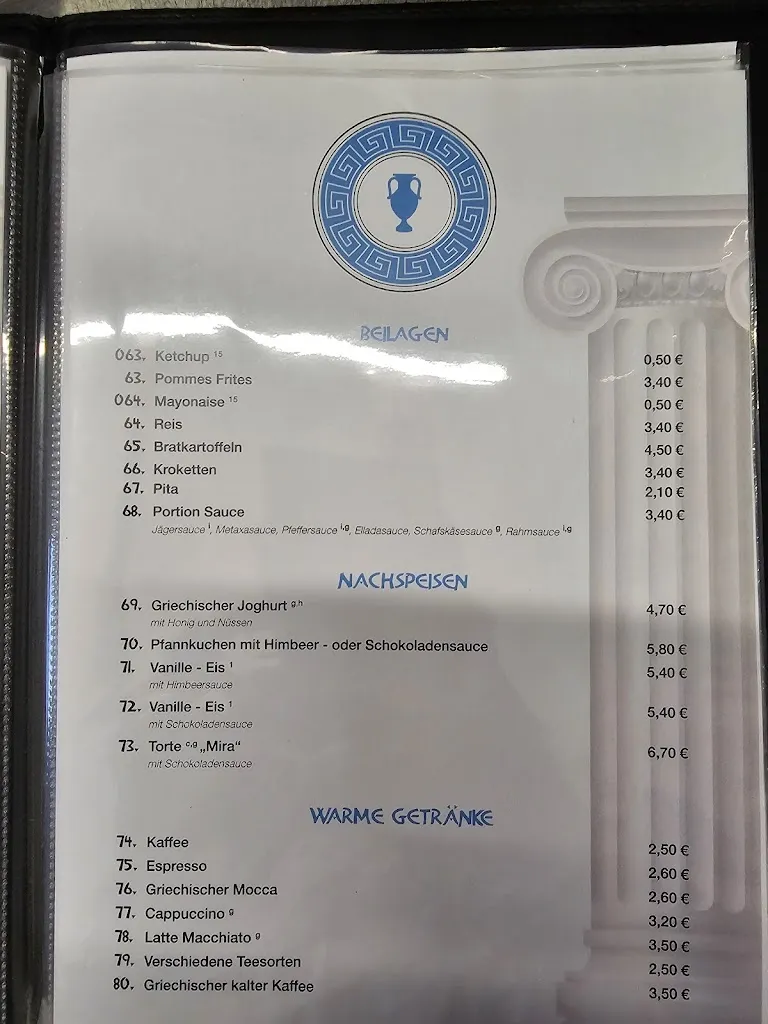 BEILAGEN
063. Ketchup 15 0,50 €
63. Pommes Frites 3,40 €
064. Mayonaise 15 0,50 €
64. Reis 3,40 €
65. Bratkartoffeln 4,50 €
66. Kroketten 3,40 €
67. Pita 2,10 €
68. Portion Sauce 3,40 €
Jägersauce i, Metaxasauce, Pfeffersauce i,g, Elladasauce, Schafskäsesauce g, Rahmsauce i,g
NACHSPEISEN
69. Griechischer Joghurt g,h 4,70 €
mit Honig und Nüssen
70. Pfannkuchen mit Himbeer - oder Schokoladensauce 5,80 €
71. Vanille - Eis 1 5,40 €
mit Himbeersauce
72. Vanille - Eis 1 5,40 €
mit Schokoladensauce
73. Torte c,g „Mira“ 6,70 €
mit Schokoladensauce
WARME GETRÄNKE
74. Kaffee 2,50 €
75. Espresso 2,60 €
76. Griechischer Mocca 2,60 €
77. Cappuccino g 3,20 €
78. Latte Macchiato g 3,50 €
79. Verschiedene Teesorten 2,50 €
80. Griechischer kalter Kaffee 3,50 €